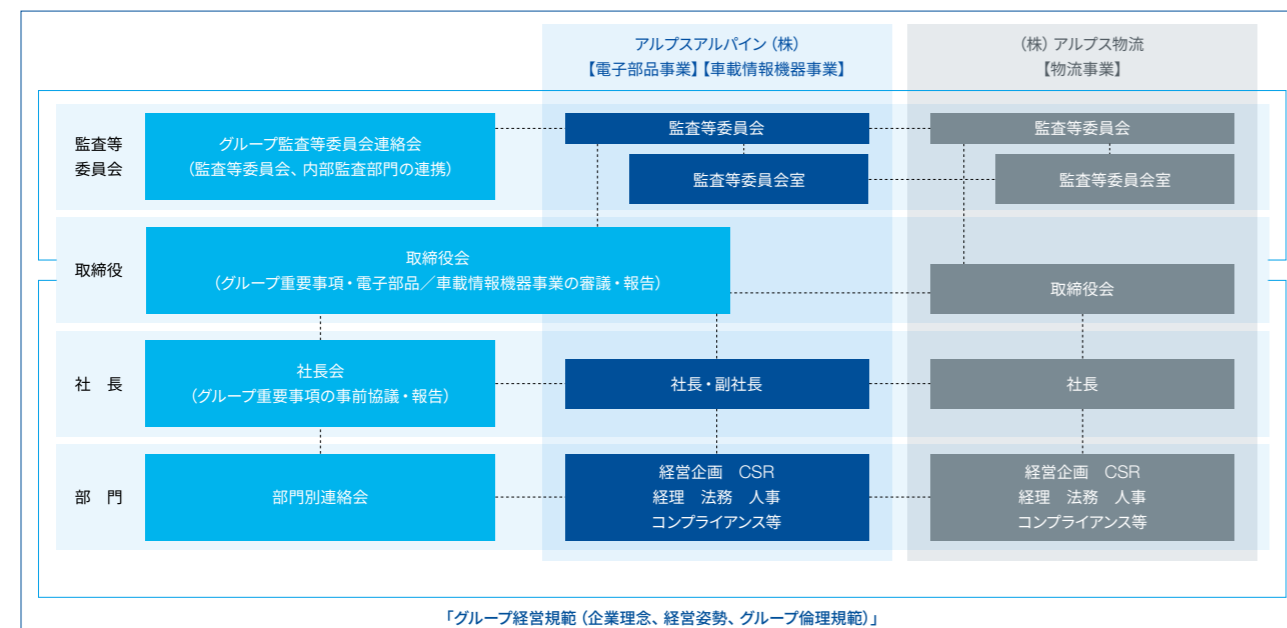 アルプスアルパイン（株）
【電子部品事業】【車載情報機器事業】
（株）アルプス物流
【物流事業】
監査等
委員会
グループ監査等委員会連絡会
（監査等委員会、内部監査部門の連携）
監査等委員会
監査等委員会室
監査等委員会
監査等委員会室
取締役
取締役会
（グループ重要事項・電子部品／車載情報機器事業の審議・報告）
取締役会
社　長
社長会
（グループ重要事項の事前協議・報告）
社長・副社長
社長
部　門
部門別連絡会
経営企画　CSR
経理　法務　人事
コンプライアンス等
経営企画　CSR
経理　法務　人事
コンプライアンス等
「グループ経営規範（企業理念、経営姿勢、グループ倫理規範）」